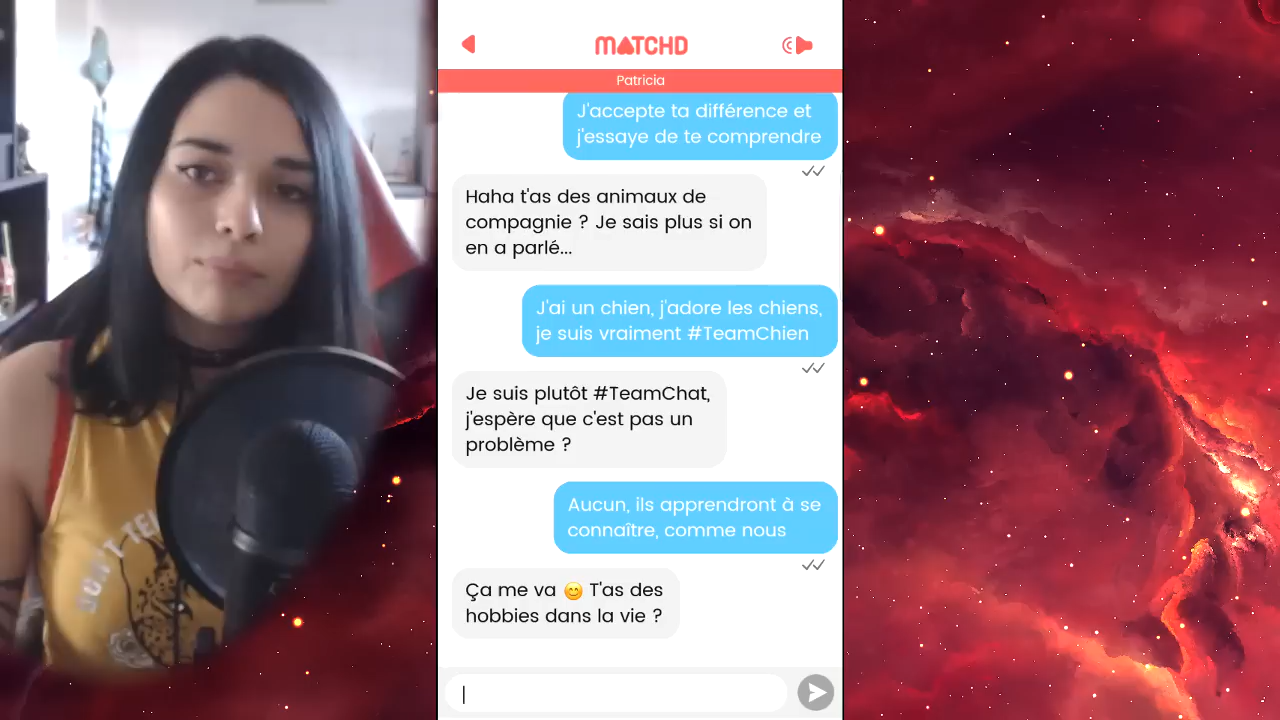 MATCHD
Patricia
J'accepte ta différence et
j'essaye de te comprendre
Haha t'as des animaux de
compagnie ? Je sais plus si on
en a parlé...
J'ai un chien, j'adore les chiens,
je suis vraiment #TeamChien
Je suis plutôt #TeamChat,
j'espère que c'est pas un
problème ?
Aucun, ils apprendront à se
connaître, comme nous
Ça me va 😊 T'as des
hobbies dans la vie ?
DON'T TE